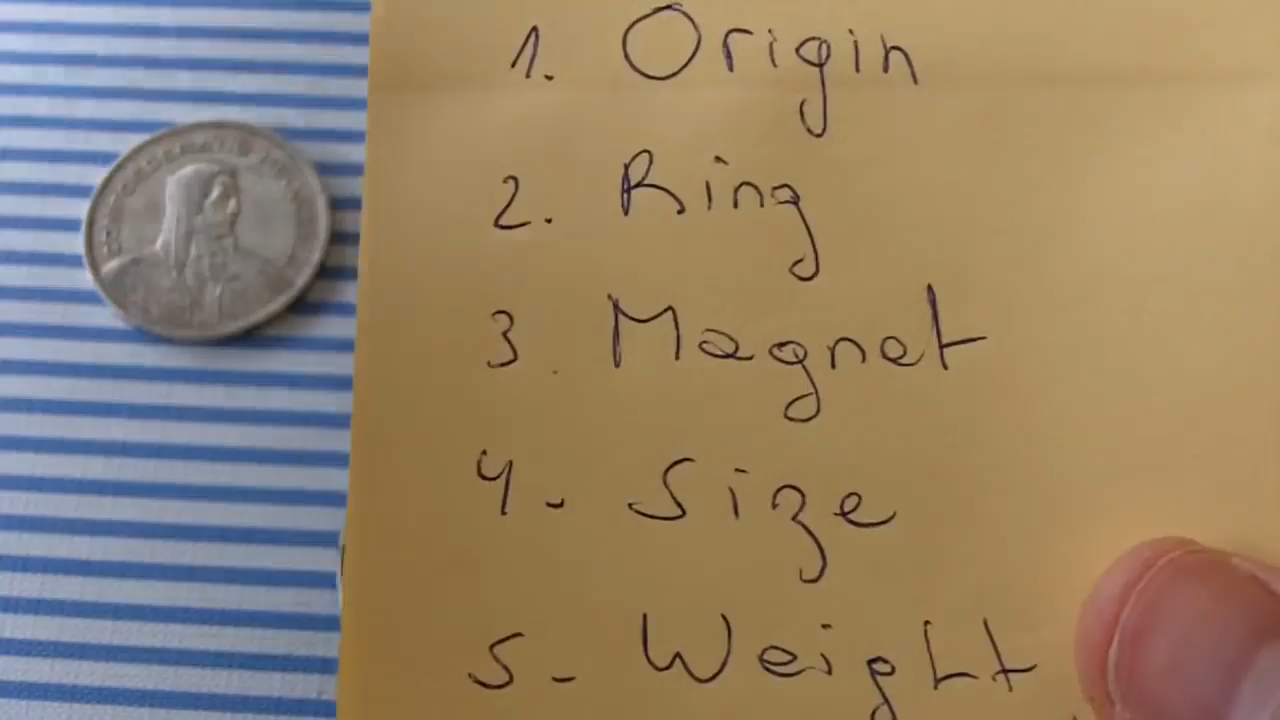 1. Origin
2. Ring
3. Magnet
4. Size
5. Weight